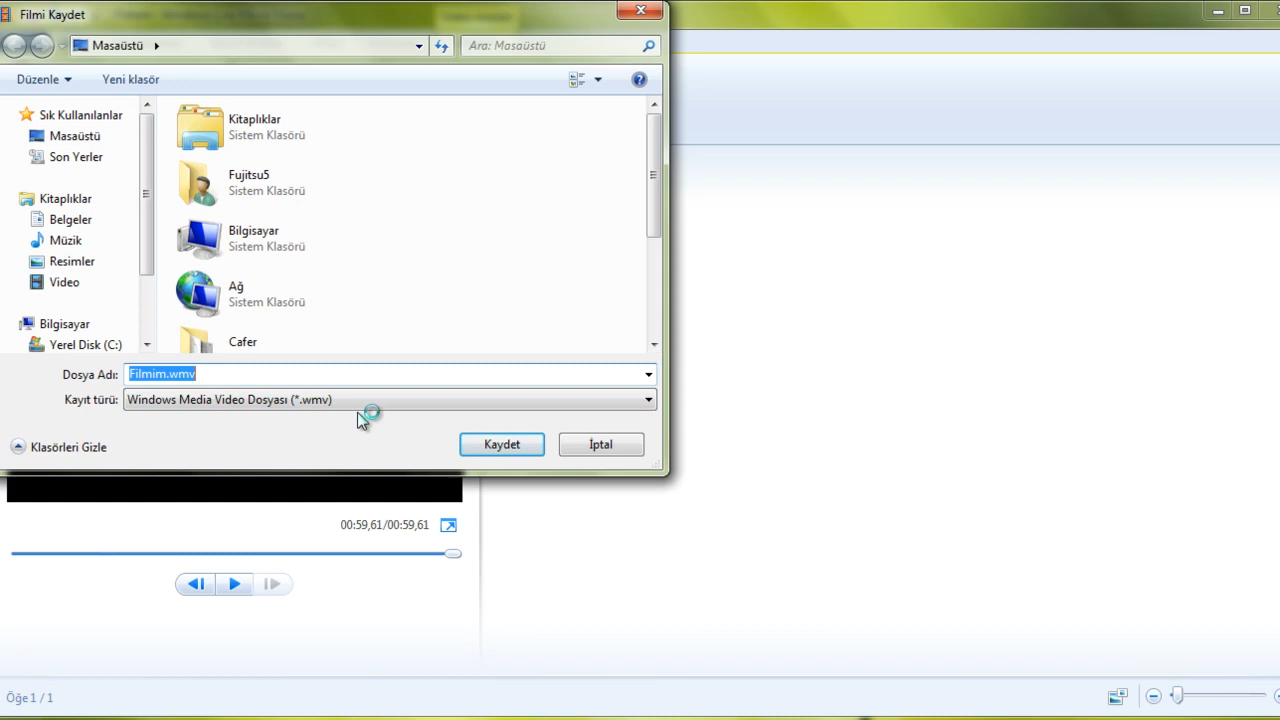 Filmi Kaydet
Masaüstü
Ara: Masaüstü
Düzenle
Yeni klasör
Sık Kullanılanlar
Masaüstü
Son Yerler
Kitaplıklar
Belgeler
Müzik
Resimler
Video
Bilgisayar
Yerel Disk (C:)
Kitaplıklar
Sistem Klasörü
Fujitsu5
Sistem Klasörü
Bilgisayar
Sistem Klasörü
Ağ
Sistem Klasörü
Cafer
Dosya Adı: Filmim.wmv
Kayıt türü: Windows Media Video Dosyası (*.wmv)
Klasörleri Gizle
Kaydet
İptal
00:59,61/00:59,61
Öğe 1 / 1